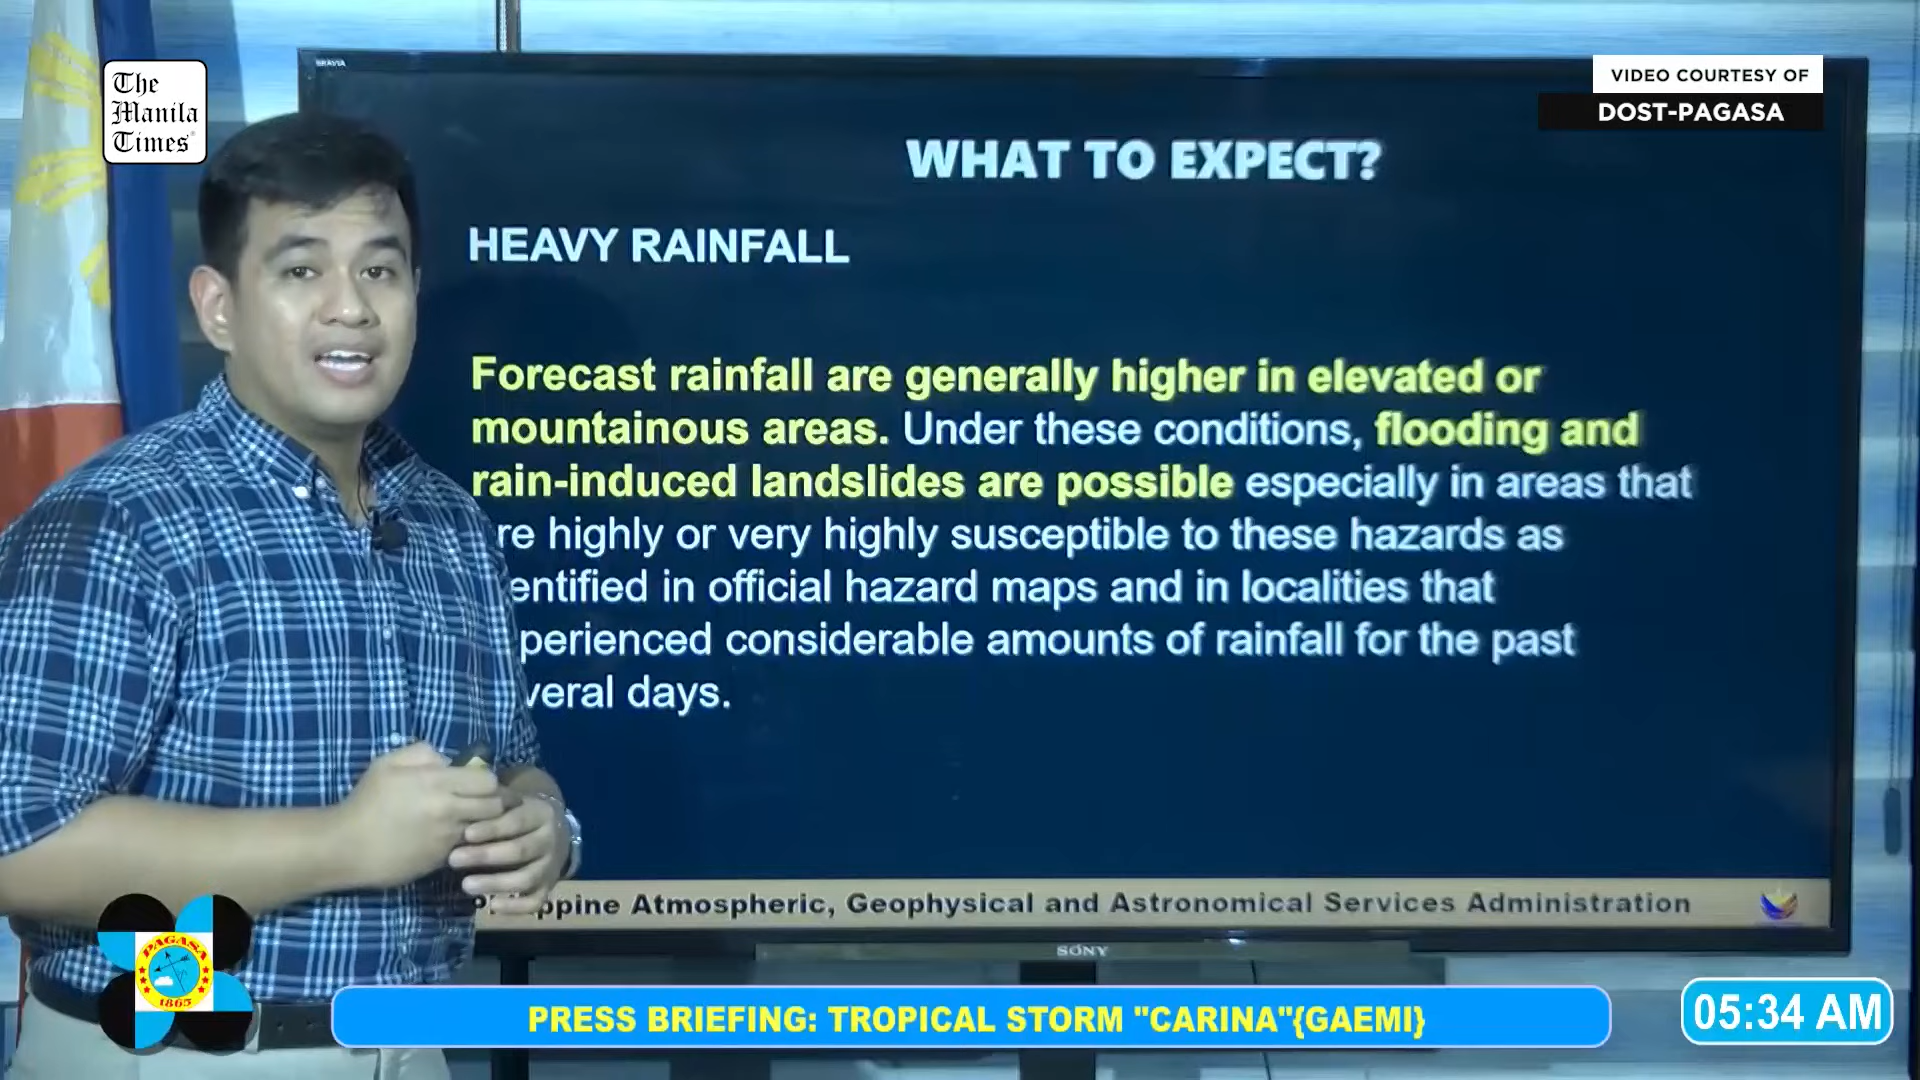 The
Manila
Times
BRAVIA
VIDEO COURTESY OF
DOST-PAGASA
WHAT TO EXPECT?
HEAVY RAINFALL
Forecast rainfall are generally higher in elevated or
mountainous areas. Under these conditions, flooding and
rain-induced landslides are possible especially in areas that
re highly or very highly susceptible to these hazards as
entified in official hazard maps and in localities that
perienced considerable amounts of rainfall for the past
veral days.
Philippine Atmospheric, Geophysical and Astronomical Services Administration
SONY
PAGASA
1865
PRESS BRIEFING: TROPICAL STORM "CARINA"{GAEMI}
05:34 AM